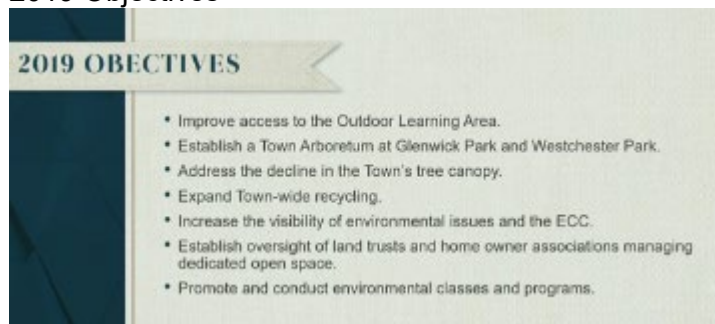 2019 OBECTIVES
• Improve access to the Outdoor Learning Area.
• Establish a Town Arboretum at Glenwick Park and Westchester Park.
• Address the decline in the Town's tree canopy.
• Expand Town-wide recycling.
• Increase the visibility of environmental issues and the ECC.
• Establish oversight of land trusts and home owner associations managing
dedicated open space.
• Promote and conduct environmental classes and programs.